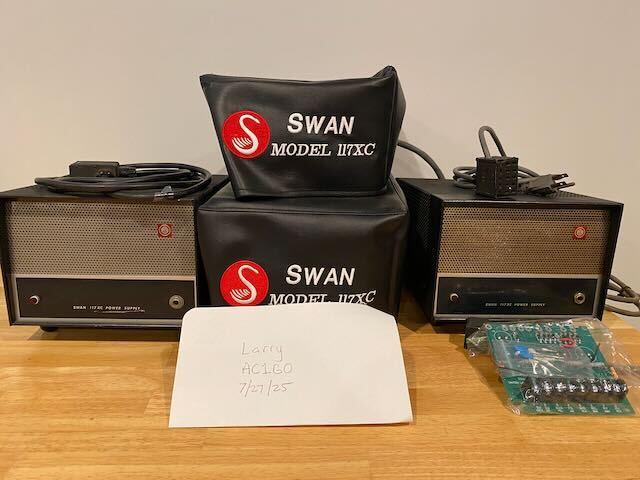 SWAN
MODEL 117XC
SWAN
MODEL 117XC
SWAN 117XC POWER SUPPLY
SWAN 117XC POWER SUPPLY
Larry
AC1GO
7/27/25